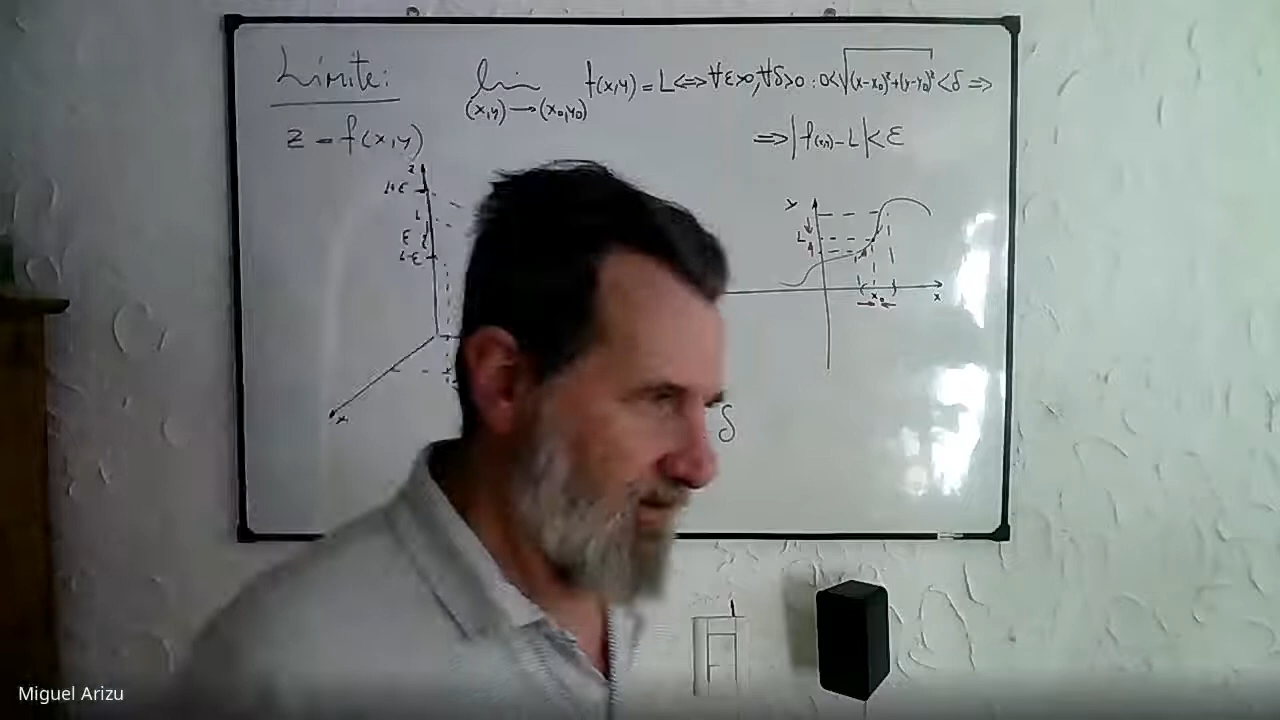 Límite:
lim f(x,y) = L ⟺ ∀ε>0, ∀δ>0 : 0<√(x-x₀)²+(y-y₀)² <δ ⟹
(x,y)⟶(x₀,y₀)
z = f(x,y)
⟹ |f(x,y) - L| < ε
z
L+ε
L
ε
L-ε
x
y
L
x₀
x
δ
Miguel Arizu